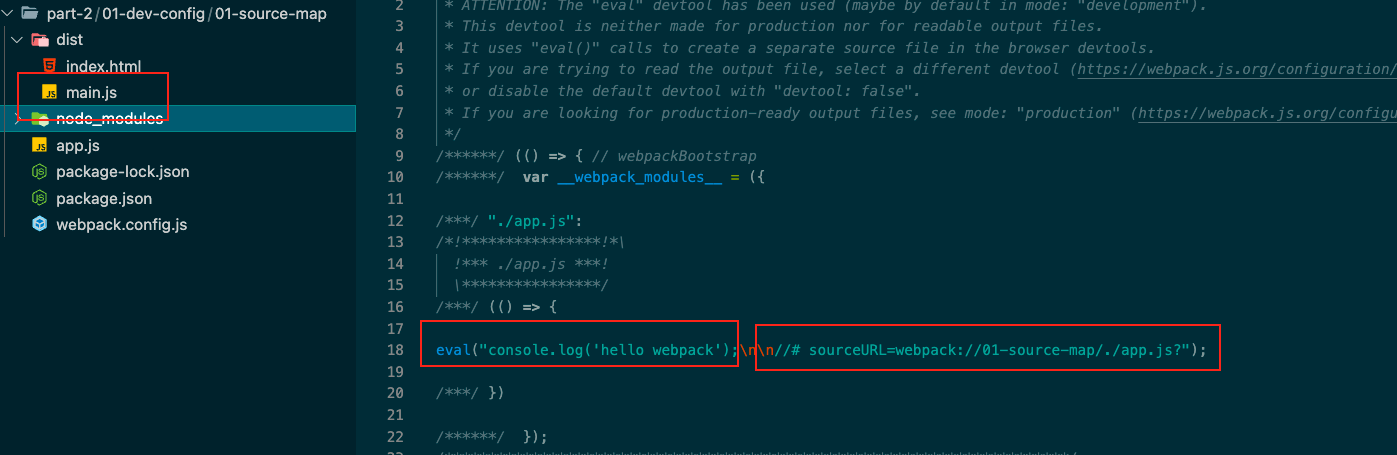 part-2/01-dev-config/01-source-map
dist
index.html
main.js
node_modules
app.js
package-lock.json
package.json
webpack.config.js
2 * ATTENTION: The "eval" devtool has been used (maybe by default in mode: "development").
3 * This devtool is neither made for production nor for readable output files.
4 * It uses "eval()" calls to create a separate source file in the browser devtools.
5 * If you are trying to read the output file, select a different devtool (https://webpack.js.org/configuration/
6 * or disable the default devtool with "devtool: false".
7 * If you are looking for production-ready output files, see mode: "production" (https://webpack.js.org/configu
8 */
9 /******/ (() => { // webpackBootstrap
10 /******/ var __webpack_modules__ = ({
11
12 /***/ "./app.js":
13 /*!****************!*\
14 !*** ./app.js ***!
15 \****************/
16 /***/ (() => {
17
18 eval("console.log('hello webpack');\n\n//# sourceURL=webpack://01-source-map/./app.js?");
19
20 /***/ })
21
22 /******/ });